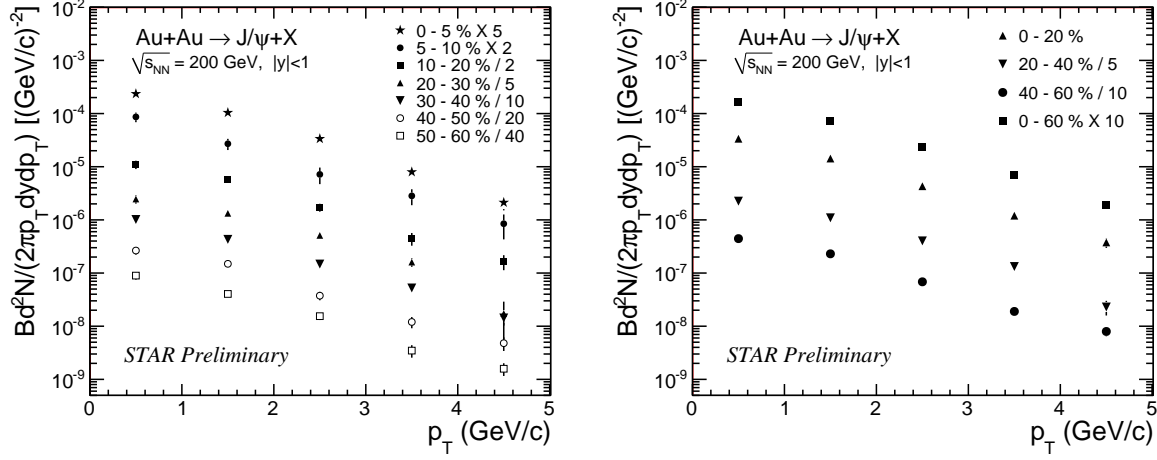 Au+Au → J/ψ+X
√s_NN = 200 GeV, |y|<1
0 - 5 % X 5
5 - 10 % X 2
10 - 20 % / 2
20 - 30 % / 5
30 - 40 % / 10
40 - 50 % / 20
50 - 60 % / 40
STAR Preliminary
Bd²N/(2πp_T dydp_T) [(GeV/c)⁻²]
10⁻²
10⁻³
10⁻⁴
10⁻⁵
10⁻⁶
10⁻⁷
10⁻⁸
10⁻⁹
0 1 2 3 4 5
p_T (GeV/c)
Au+Au → J/ψ+X
√s_NN = 200 GeV, |y|<1
0 - 20 %
20 - 40 % / 5
40 - 60 % / 10
0 - 60 % X 10
STAR Preliminary
Bd²N/(2πp_T dydp_T) [(GeV/c)⁻²]
10⁻²
10⁻³
10⁻⁴
10⁻⁵
10⁻⁶
10⁻⁷
10⁻⁸
10⁻⁹
0 1 2 3 4 5
p_T (GeV/c)